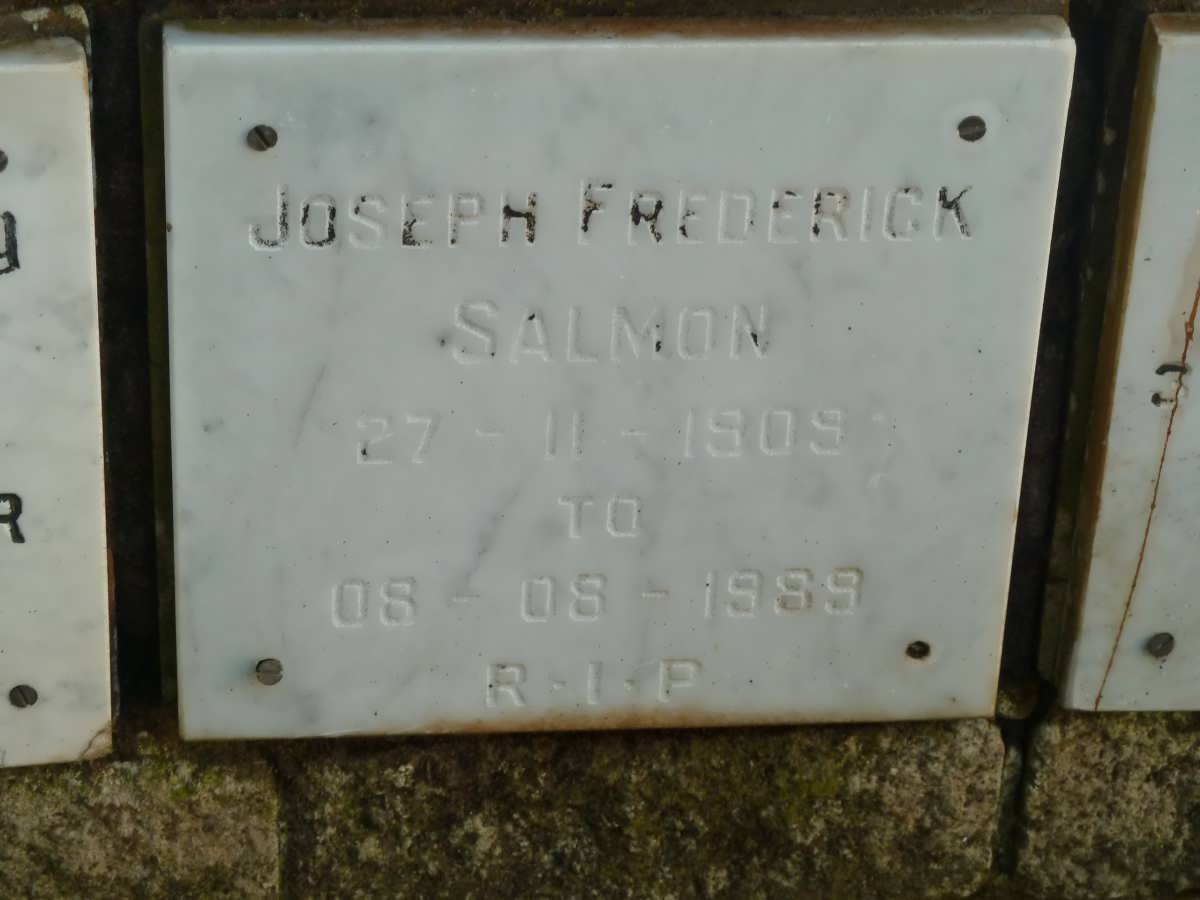 JOSEPH FREDERICK
SALMON
27 - 11 - 1909
TO
08 - 08 - 1989
R·I·P